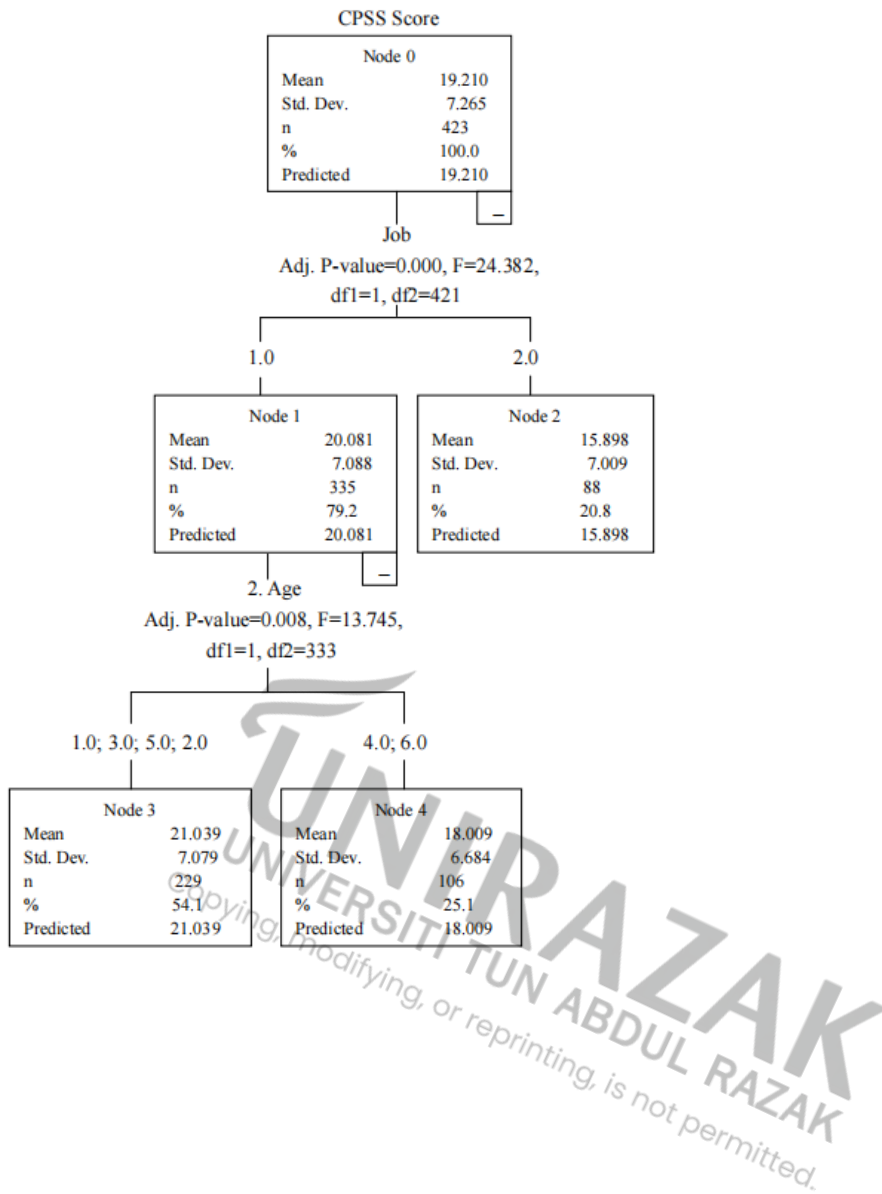 CPSS Score
Node 0
Mean 19.210
Std. Dev. 7.265
n 423
% 100.0
Predicted 19.210
Job
Adj. P-value=0.000, F=24.382,
df1=1, df2=421
1.0
2.0
Node 1
Mean 20.081
Std. Dev. 7.088
n 335
% 79.2
Predicted 20.081
Node 2
Mean 15.898
Std. Dev. 7.009
n 88
% 20.8
Predicted 15.898
2. Age
Adj. P-value=0.008, F=13.745,
df1=1, df2=333
1.0; 3.0; 5.0; 2.0
4.0; 6.0
Node 3
Mean 21.039
Std. Dev. 7.079
n 229
% 54.1
Predicted 21.039
Node 4
Mean 18.009
Std. Dev. 6.684
n 106
% 25.1
Predicted 18.009
UNIRAZAK
UNIVERSITI TUN ABDUL RAZAK
Copying, modifying, or reprinting, is not permitted.